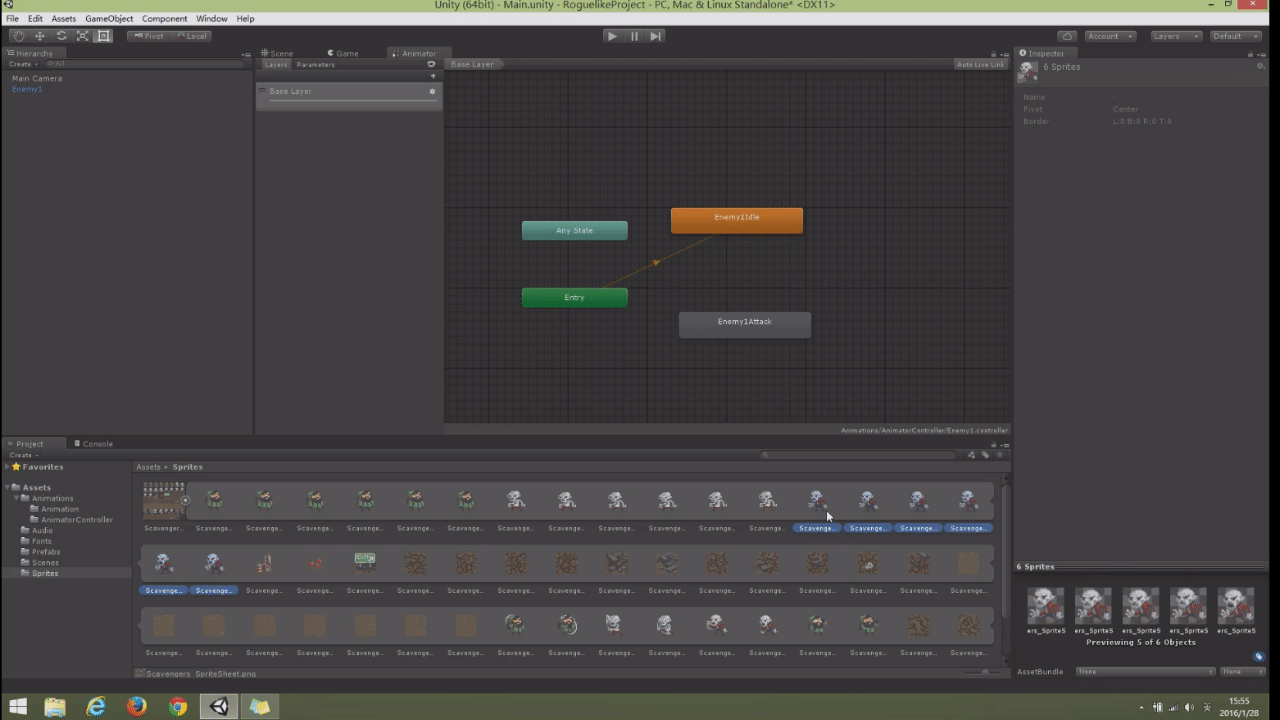 Unity (64bit) - Main.unity - RoguelikeProject - PC, Mac & Linux Standalone* <DX11>
File Edit Assets GameObject Component Window Help
Pivot Local Account Layers Default
Hierarchy
Create All
Main Camera
Enemy1
Scene Game Animator
Layers Parameters
Base Layer
Base Layer Auto Live Link
Any State
Enemy1Idle
Entry
Enemy1Attack
Animations/AnimatorController/Enemy1.controller
Inspector
6 Sprites
Name -
Pivot Center
Border L:0 B:0 R:0 T:0
Project Console
Create
Favorites
Assets
Animations
Animation
AnimatorController
Audio
Fonts
Prefabs
Scenes
Sprites
Assets Sprites
Scavenger.. Scavenge.. Scavenge.. Scavenge.. Scavenge.. Scavenge.. Scavenge.. Scavenge.. Scavenge.. Scavenge.. Scavenge.. Scavenge.. Scavenge.. Scavenge.. Scavenge.. Scavenge.. Scavenge..
Scavenge.. Scavenge.. Scavenge.. Scavenge.. Scavenge.. Scavenge.. Scavenge.. Scavenge.. Scavenge.. Scavenge.. Scavenge.. Scavenge.. Scavenge.. Scavenge.. Scavenge.. Scavenge.. Scavenge..
Scavenge.. Scavenge.. Scavenge.. Scavenge.. Scavenge.. Scavenge.. Scavenge.. Scavenge.. Scavenge.. Scavenge.. Scavenge.. Scavenge.. Scavenge.. Scavenge.. Scavenge.. Scavenge.. Scavenge..
Scavengers_SpriteSheet.png
6 Sprites
ers_SpriteS ers_SpriteS ers_SpriteS ers_SpriteS ers_SpriteS
Previewing 5 of 6 Objects
AssetBundle None None
15:55
2016/1/28